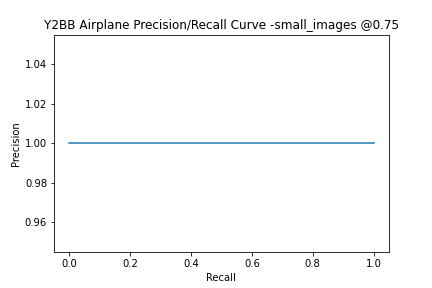 Y2BB Airplane Precision/Recall Curve -small_images @0.75
1.04
1.02
1.00
0.98
0.96
Precision
0.0 0.2 0.4 0.6 0.8 1.0
Recall